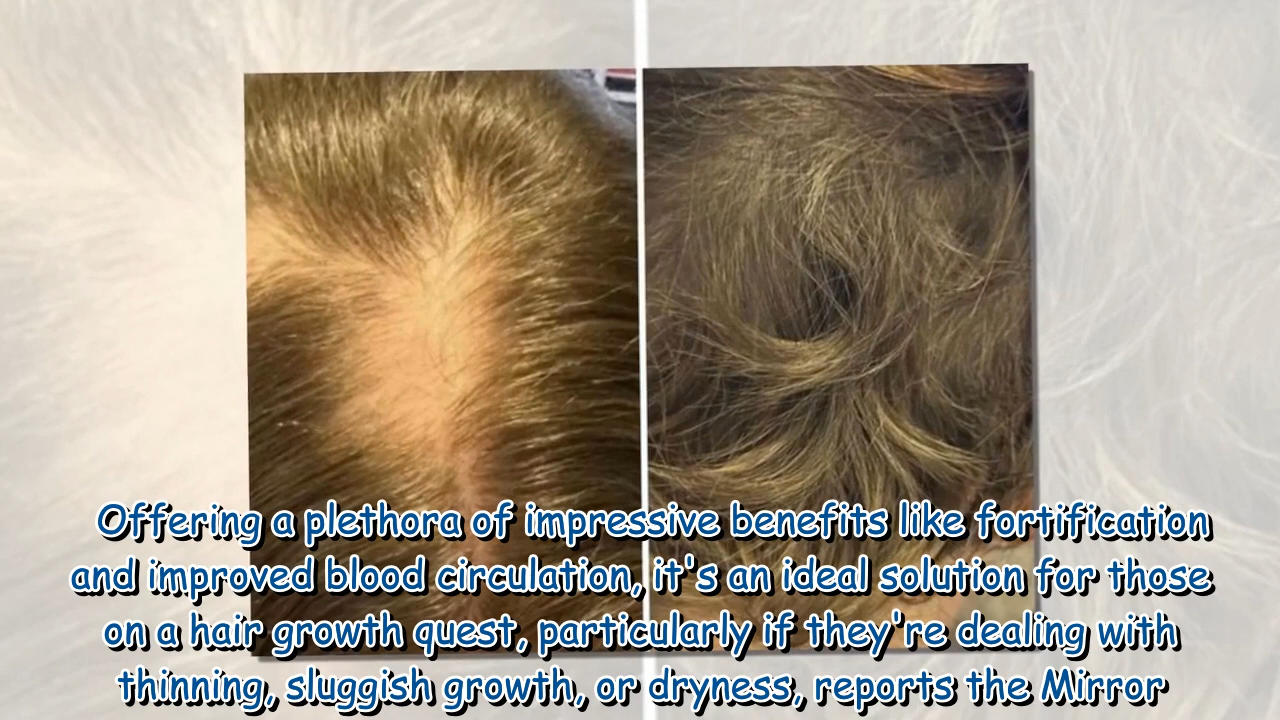 Offering a plethora of impressive benefits like fortification
and improved blood circulation, it's an ideal solution for those
on a hair growth quest, particularly if they're dealing with
thinning, sluggish growth, or dryness, reports the Mirror